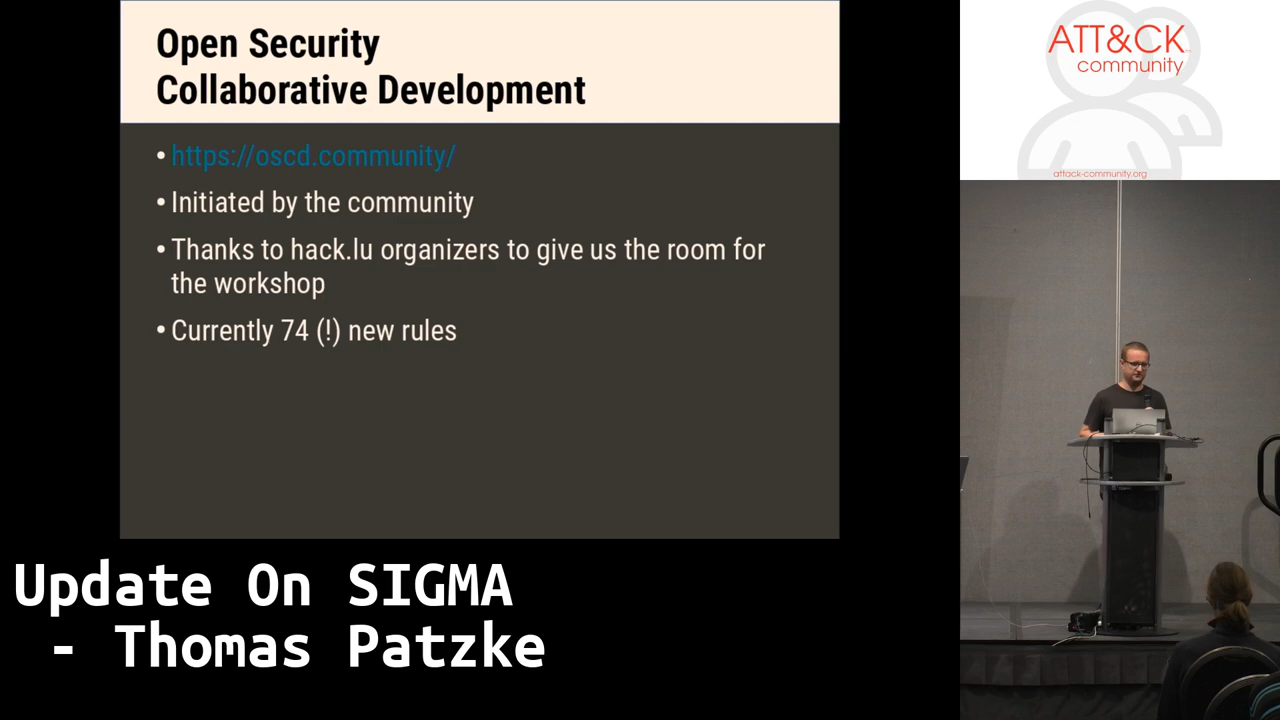 Open Security
Collaborative Development
• https://oscd.community/
• Initiated by the community
• Thanks to hack.lu organizers to give us the room for
the workshop
• Currently 74 (!) new rules
Update On SIGMA
- Thomas Patzke
ATT&CK
community
attack-community.org